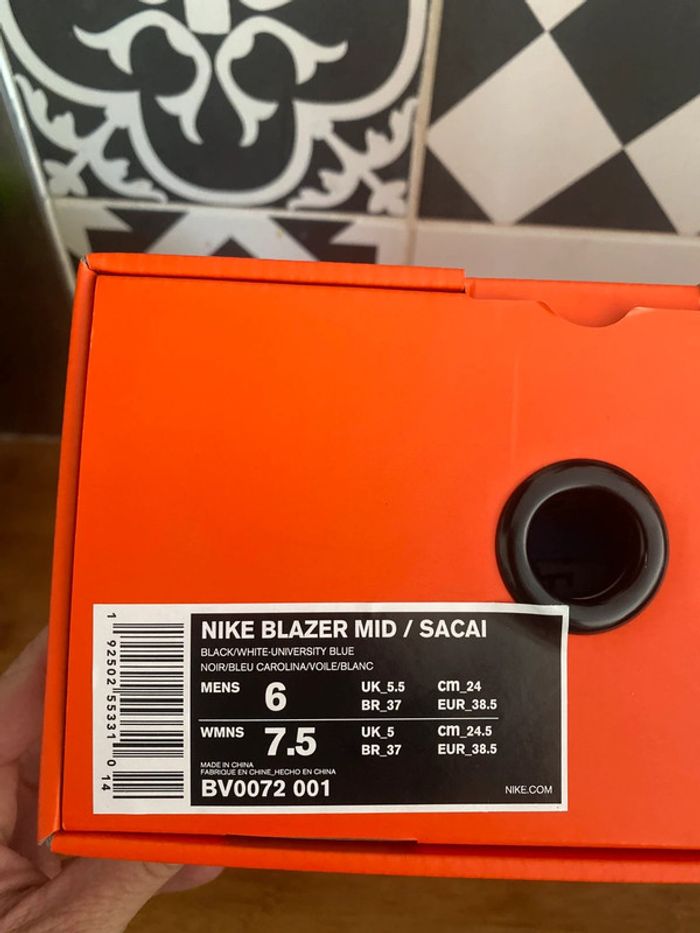 NIKE BLAZER MID / SACAI
BLACK/WHITE-UNIVERSITY BLUE
NOIR/BLEU CAROLINA/VOILE/BLANC
MENS 6 UK_5.5 cm_24
BR_37 EUR_38.5
WMNS 7.5 UK_5 cm_24.5
BR_37 EUR_38.5
MADE IN CHINA
FABRIQUE EN CHINE_HECHO EN CHINA
BV0072 001
NIKE.COM
1 92502 55331 0 14